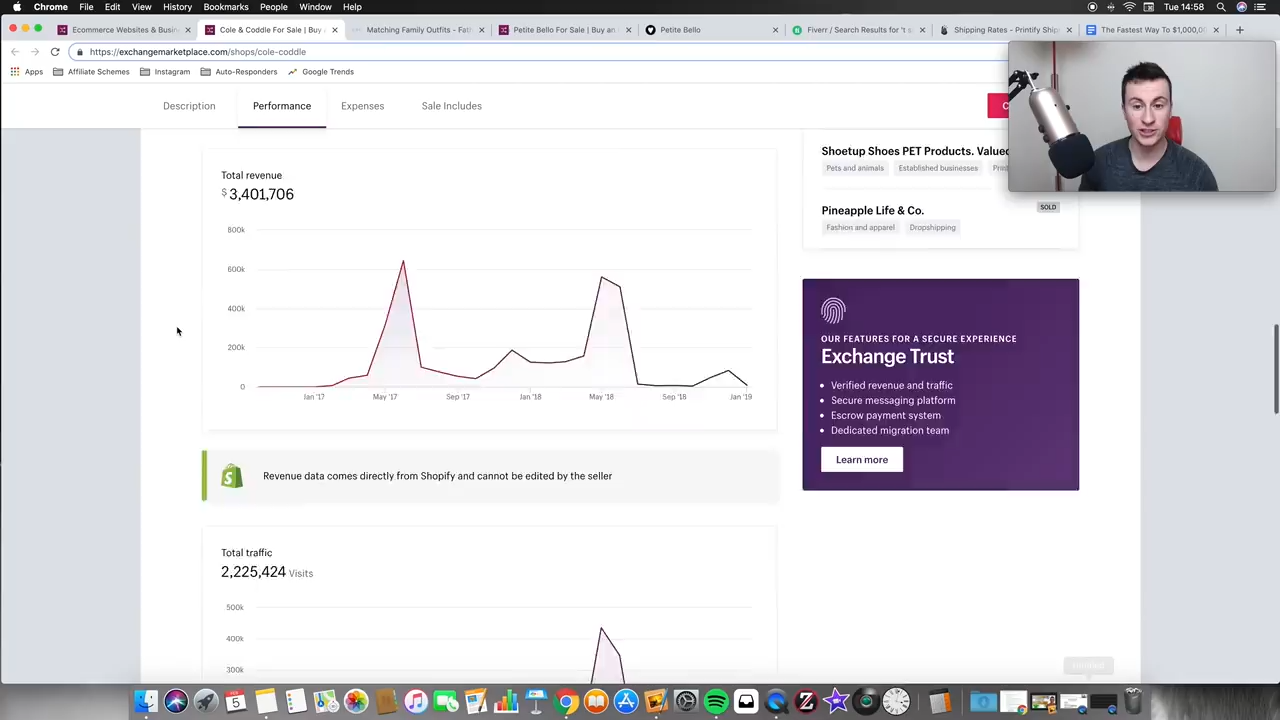 Chrome File Edit View History Bookmarks People Window Help
Tue 14:58
Ecommerce Websites & Busin
Cole & Coddle For Sale | Buy
Matching Family Outfits - Fat
Petite Bello For Sale | Buy an
Petite Bello
Fiverr / Search Results for 't s
Shipping Rates - Printify Ship
The Fastest Way To $1,000,0
https://exchangemarketplace.com/shops/cole-coddle
Apps Affiliate Schemes Instagram Auto-Responders Google Trends
Description Performance Expenses Sale Includes
C
Total revenue
$ 3,401,706
800k
600k
400k
200k
0
Jan '17 May '17 Sep '17 Jan '18 May '18 Sep '18 Jan '19
Revenue data comes directly from Shopify and cannot be edited by the seller
Total traffic
2,225,424 Visits
500k
400k
300k
Shoetup Shoes PET Products. Valued
Pets and animals Established businesses Prin
Pineapple Life & Co. SOLD
Fashion and apparel Dropshipping
OUR FEATURES FOR A SECURE EXPERIENCE
Exchange Trust
• Verified revenue and traffic
• Secure messaging platform
• Escrow payment system
• Dedicated migration team
Learn more
5